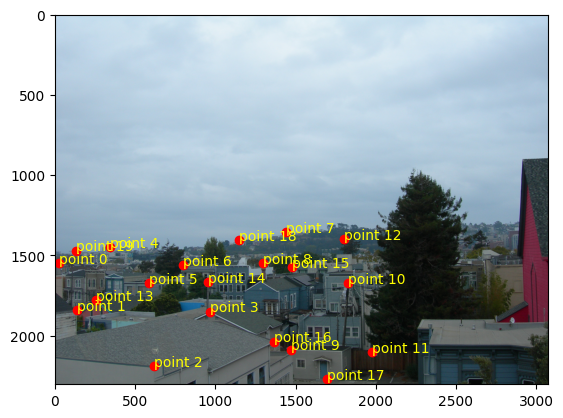 0
500
1000
1500
2000
0
500
1000
1500
2000
2500
3000
point 7
point 18
point 12
point 4
point 19
point 0
point 6
point 8
point 15
point 5
point 14
point 10
point 13
point 1
point 3
point 16
point 9
point 11
point 2
point 17